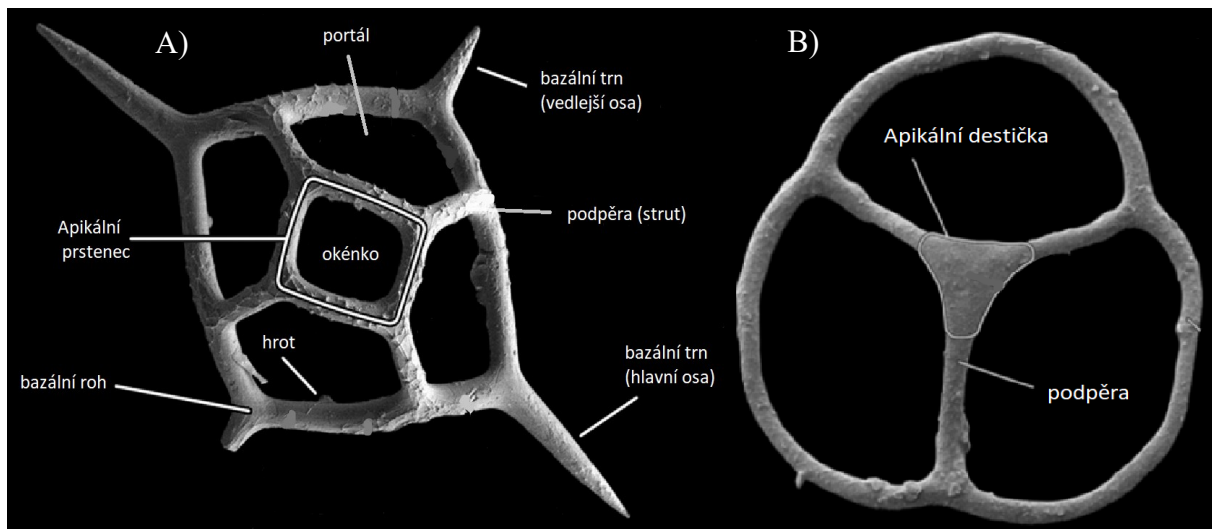 A)
portál
bazální trn
(vedlejší osa)
Apikální
prstenec
okénko
podpěra (strut)
hrot
bazální roh
bazální trn
(hlavní osa)
B)
Apikální destička
podpěra